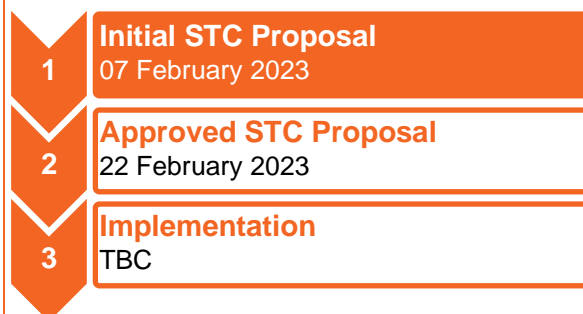 1
Initial STC Proposal
07 February 2023
2
Approved STC Proposal
22 February 2023
3
Implementation
TBC